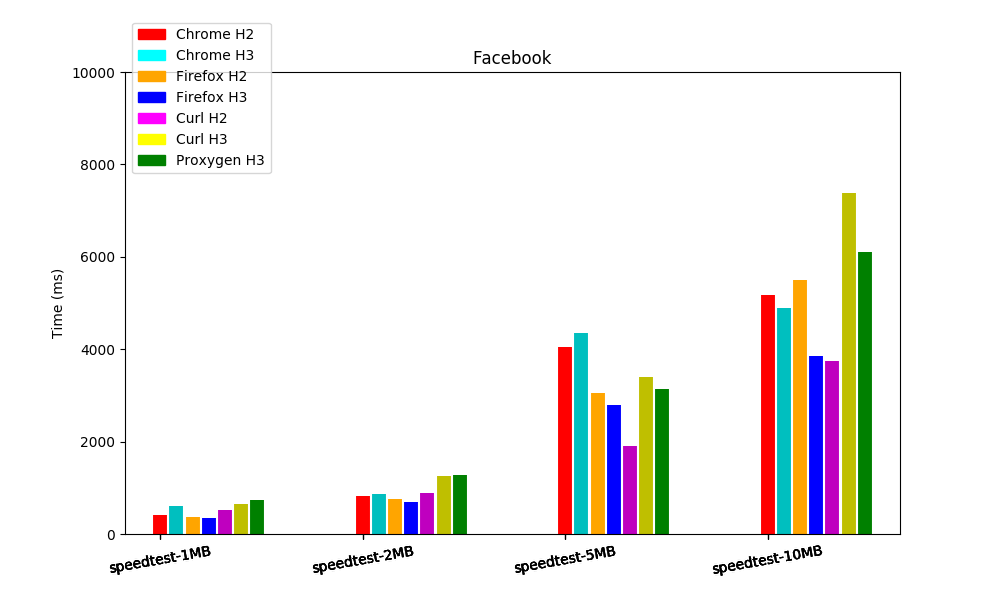 Chrome H2
Chrome H3
Firefox H2
Firefox H3
Curl H2
Curl H3
Proxygen H3
Facebook
Time (ms)
10000
8000
6000
4000
2000
0
speedtest-1MB
speedtest-2MB
speedtest-5MB
speedtest-10MB